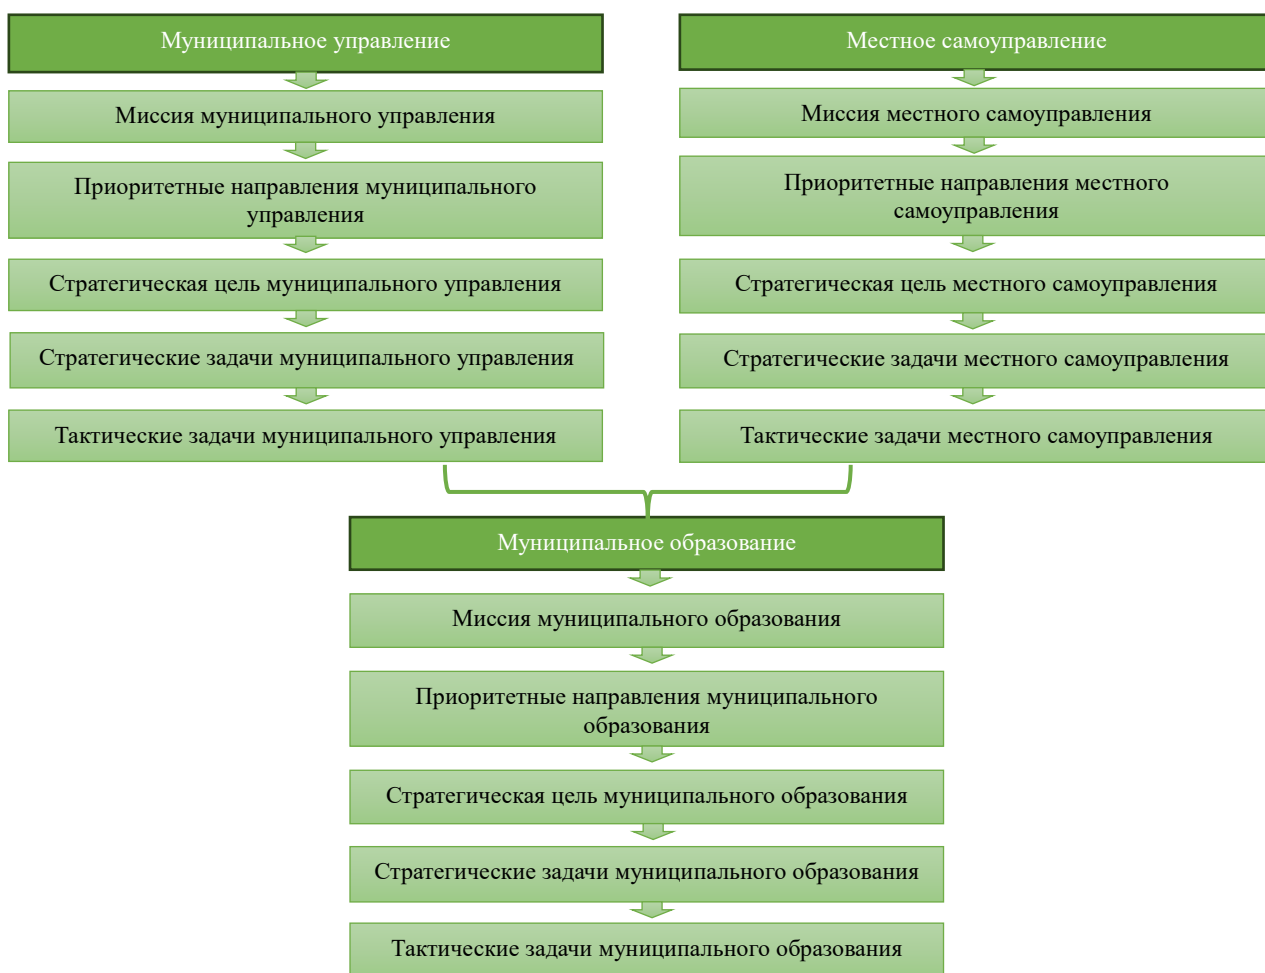 Муниципальное управление
Миссия муниципального управления
Приоритетные направления муниципального
управления
Стратегическая цель муниципального управления
Стратегические задачи муниципального управления
Тактические задачи муниципального управления
Местное самоуправление
Миссия местного самоуправления
Приоритетные направления местного
самоуправления
Стратегическая цель местного самоуправления
Стратегические задачи местного самоуправления
Тактические задачи местного самоуправления
Муниципальное образование
Миссия муниципального образования
Приоритетные направления муниципального
образования
Стратегическая цель муниципального образования
Стратегические задачи муниципального образования
Тактические задачи муниципального образования